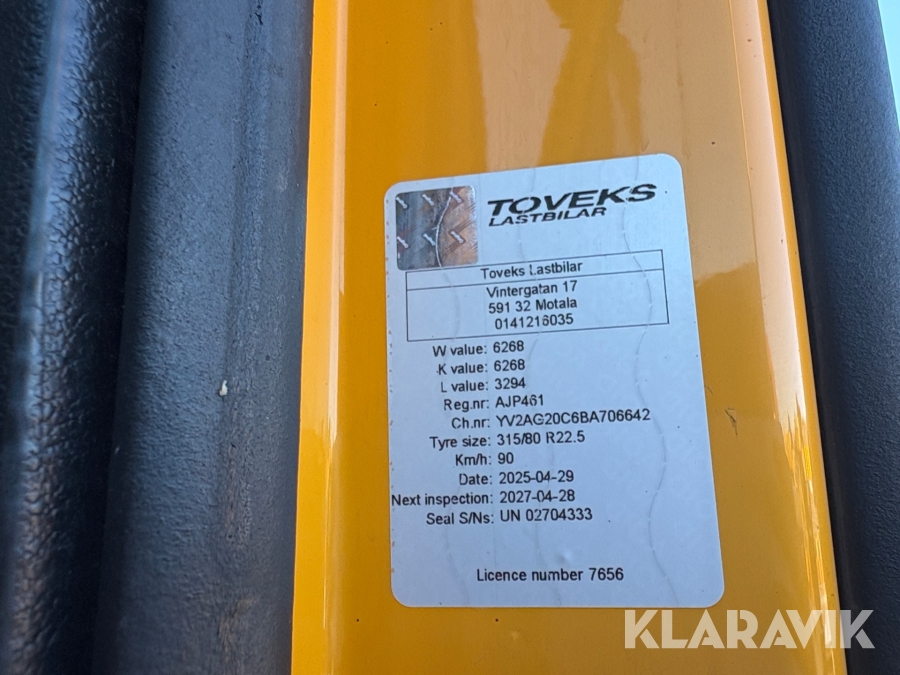 TOVEKS
LASTBILAR
Toveks Lastbilar
Vintergatan 17
591 32 Motala
0141216035
W value: 6268
K value: 6268
L value: 3294
Reg.nr: AJP461
Ch.nr: YV2AG20C6BA706642
Tyre size: 315/80 R22.5
Km/h: 90
Date: 2025-04-29
Next inspection: 2027-04-28
Seal S/Ns: UN 02704333
Licence number 7656
KLARAVIK